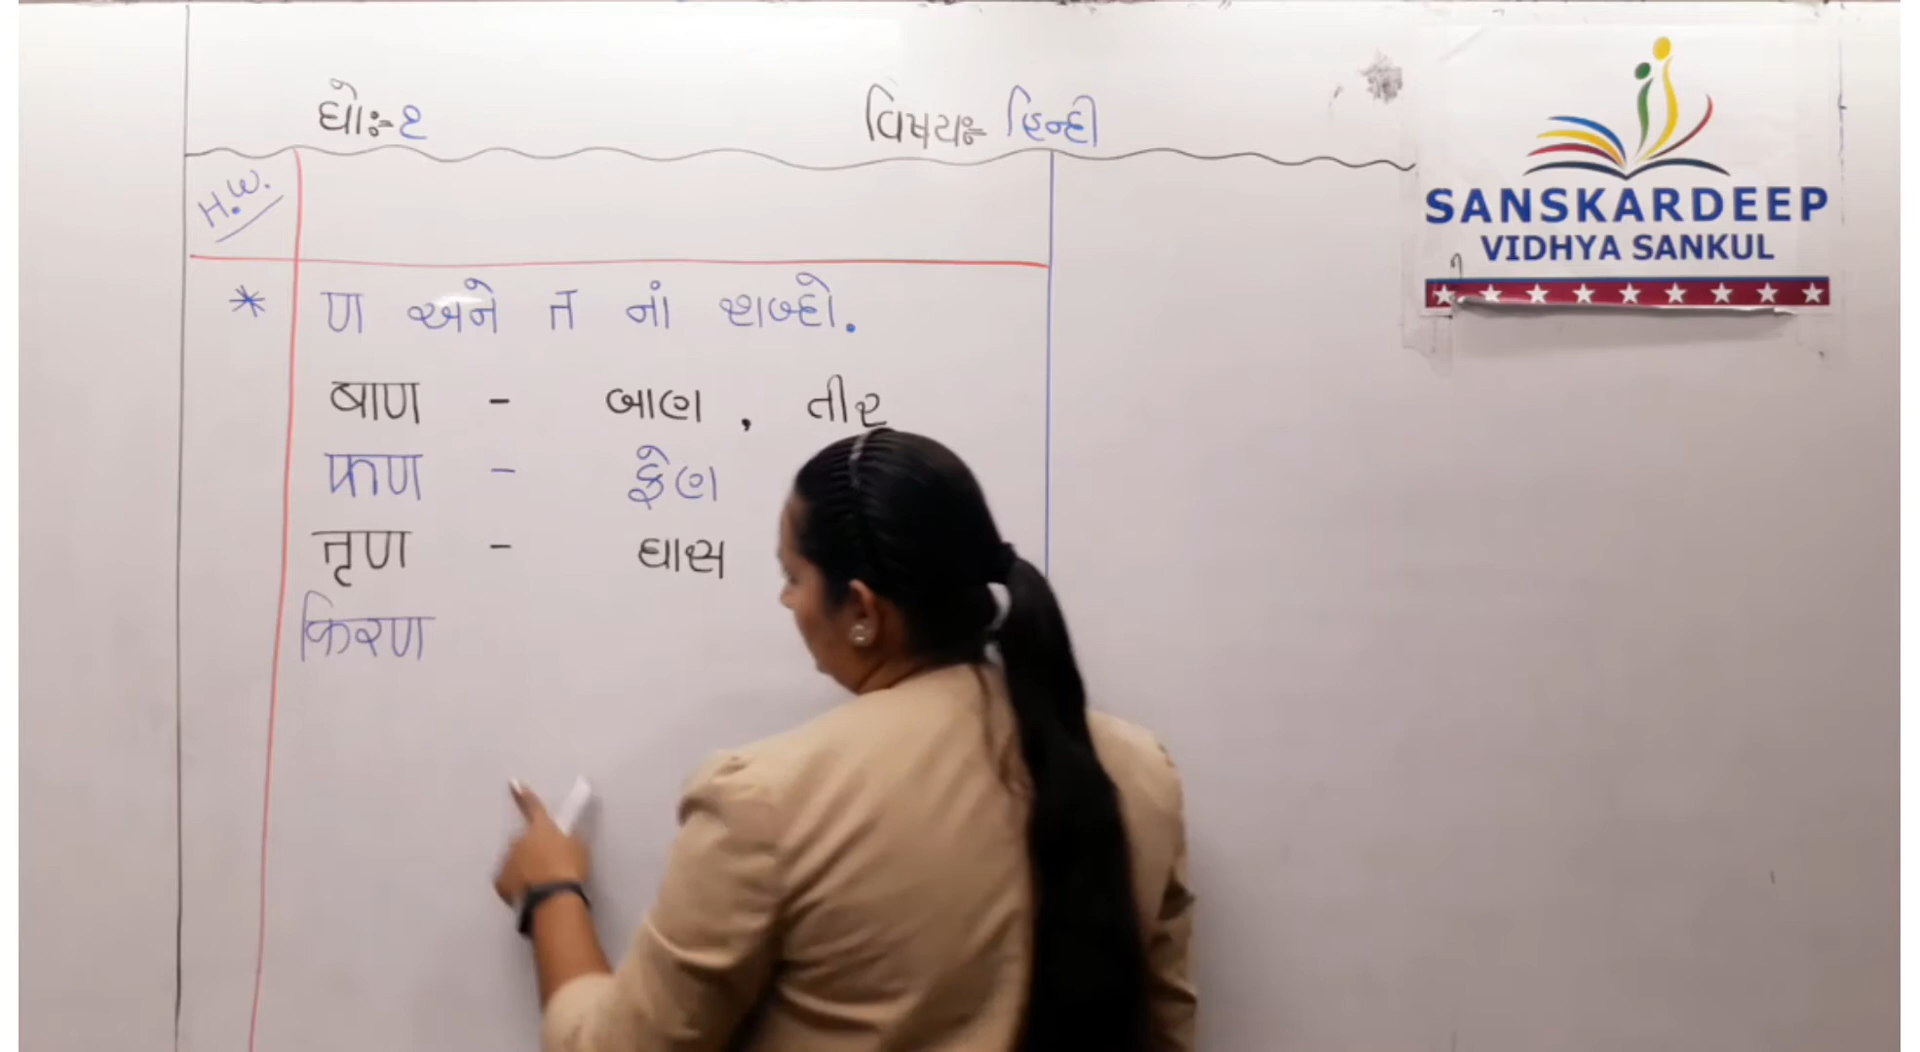 ધો:-૨ વિષય:- હિન્દી
H.W.
* ण અને त નાં શબ્દો.
बाण - બાણ , તીર
फण - ફેણ
तृण - ઘાસ
किरण
SANSKARDEEP
VIDHYA SANKUL